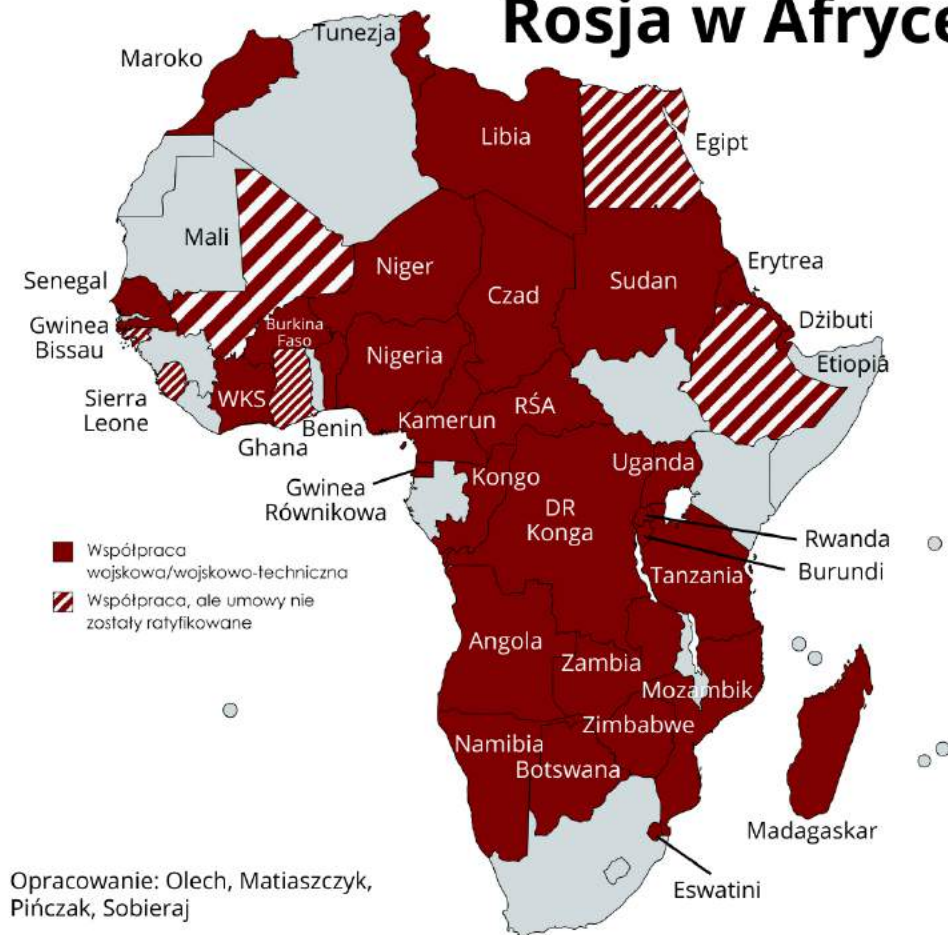 Rosja w Afryce
Tunezja
Maroko
Libia
Egipt
Mali
Niger
Czad
Sudan
Erytrea
Senegal
Gwinea
Bissau
Burkina
Faso
Nigeria
Dżibuti
Etiopia
Sierra
Leone
WKS
Ghana
Benin
Kamerun
RŚA
Gwinea
Równikowa
Kongo
DR
Konga
Uganda
Rwanda
Burundi
Tanzania
Współpraca
wojskowa/wojskowo-techniczna
Współpraca, ale umowy nie
zostały ratyfikowane
Angola
Zambia
Mozambik
Zimbabwe
Namibia
Botswana
Madagaskar
Eswatini
Opracowanie: Olech, Matiaszczyk,
Pińczak, Sobieraj